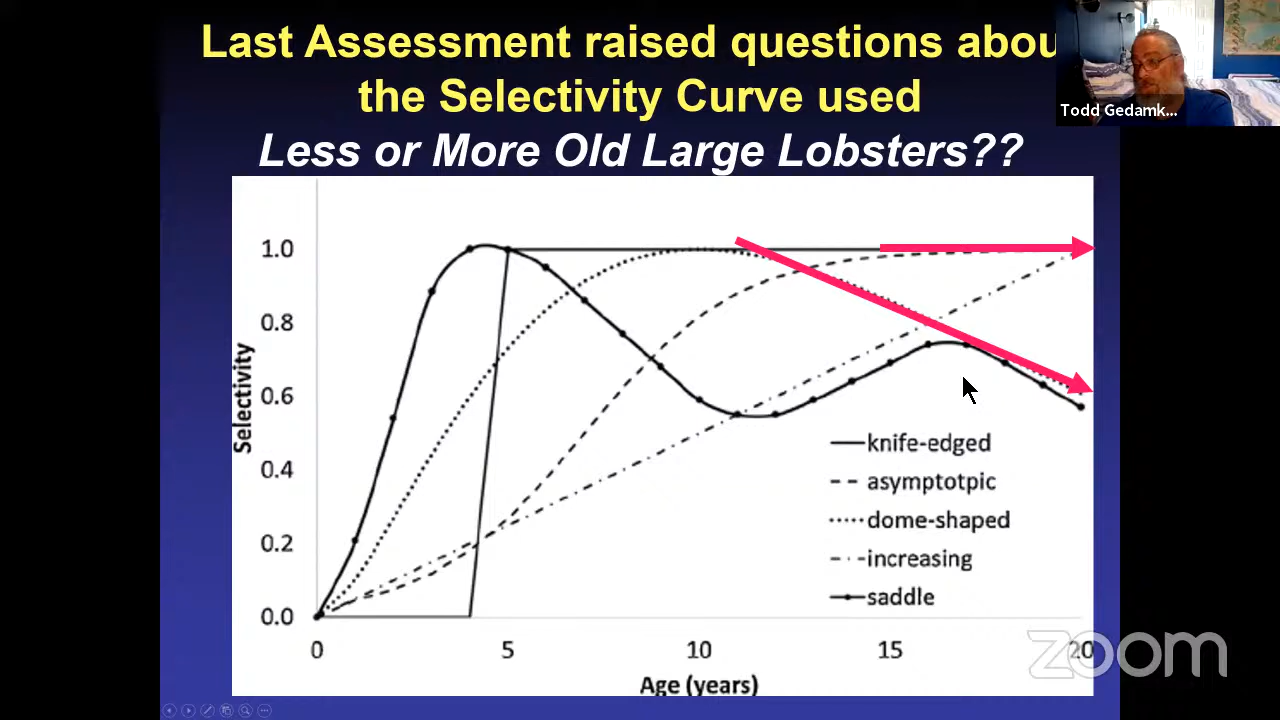 Last Assessment raised questions abou
the Selectivity Curve used
Less or More Old Large Lobsters??
Todd Gedamk...
1.0
0.8
0.6
0.4
0.2
0.0
Selectivity
knife-edged
asymptotpic
dome-shaped
increasing
saddle
0 5 10 15 20
Age (years)
zoom